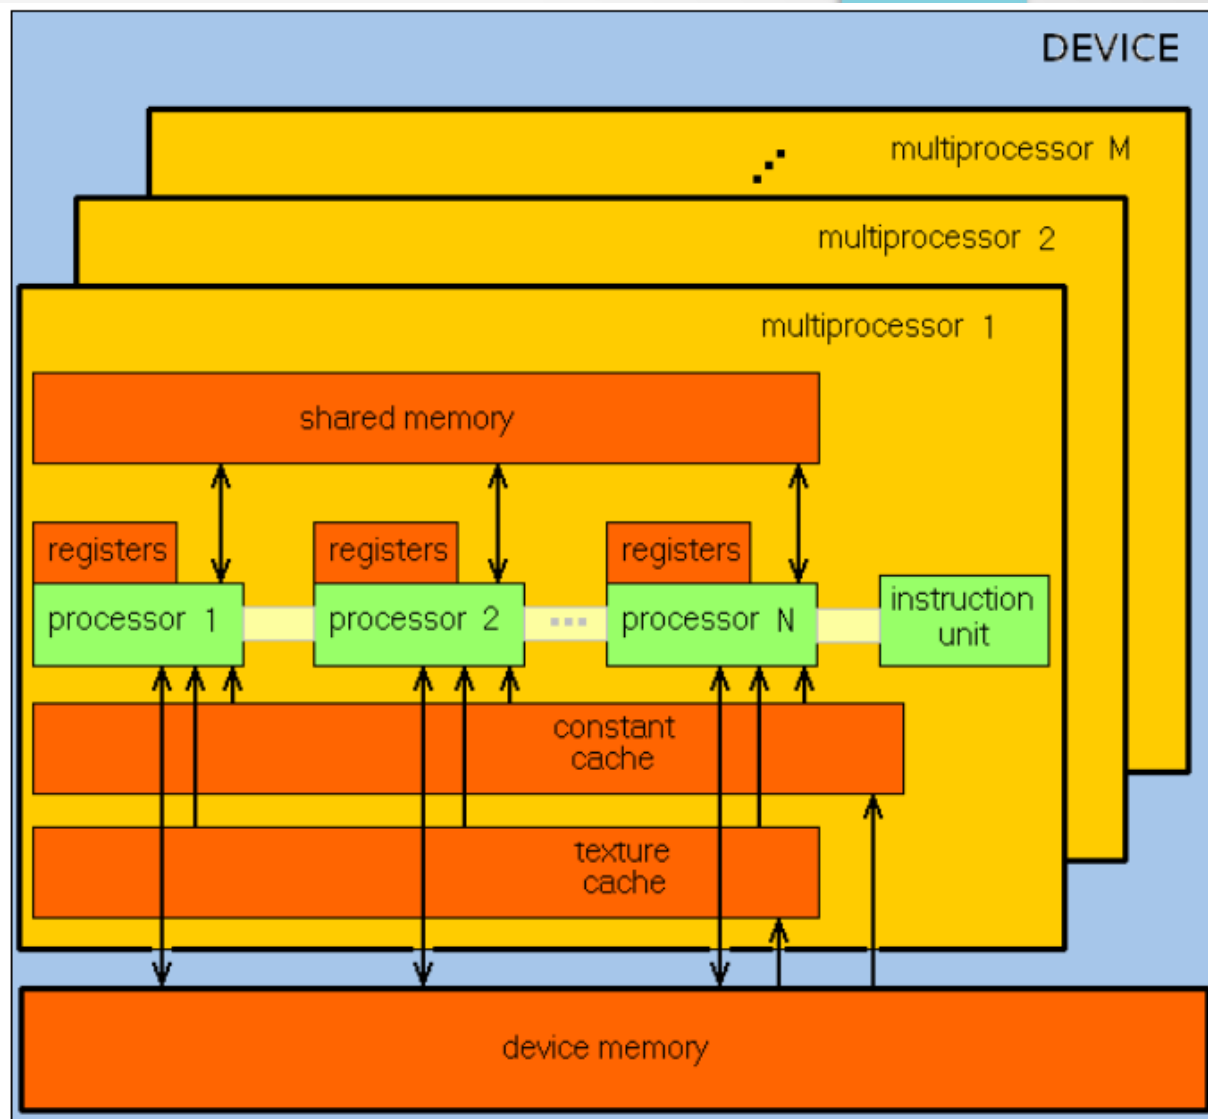 DEVICE
multiprocessor M
multiprocessor 2
multiprocessor 1
shared memory
registers registers registers
processor 1 processor 2 ... processor N
instruction
unit
constant
cache
texture
cache
device memory